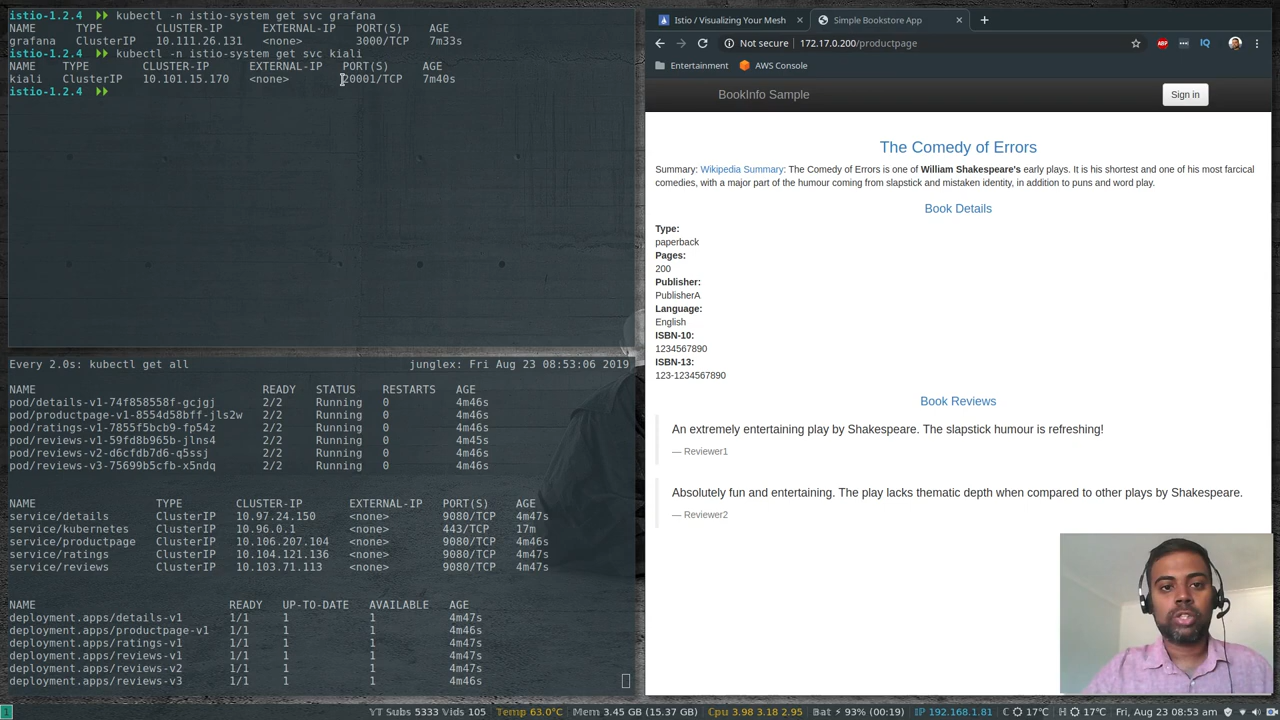 istio-1.2.4 kubectl -n istio-system get svc grafana
NAME TYPE CLUSTER-IP EXTERNAL-IP PORT(S) AGE
grafana ClusterIP 10.111.26.131 <none> 3000/TCP 7m33s
istio-1.2.4 kubectl -n istio-system get svc kiali
NAME TYPE CLUSTER-IP EXTERNAL-IP PORT(S) AGE
kiali ClusterIP 10.101.15.170 <none> 20001/TCP 7m40s
istio-1.2.4
Every 2.0s: kubectl get all junglex: Fri Aug 23 08:53:06 2019
NAME READY STATUS RESTARTS AGE
pod/details-v1-74f858558f-gcjgj 2/2 Running 0 4m46s
pod/productpage-v1-8554d58bff-jls2w 2/2 Running 0 4m46s
pod/ratings-v1-7855f5bcb9-fp54z 2/2 Running 0 4m46s
pod/reviews-v1-59fd8b965b-jlns4 2/2 Running 0 4m45s
pod/reviews-v2-d6cfdb7d6-q5ssj 2/2 Running 0 4m46s
pod/reviews-v3-75699b5cfb-x5ndq 2/2 Running 0 4m46s
NAME TYPE CLUSTER-IP EXTERNAL-IP PORT(S) AGE
service/details ClusterIP 10.97.24.150 <none> 9080/TCP 4m47s
service/kubernetes ClusterIP 10.96.0.1 <none> 443/TCP 17m
service/productpage ClusterIP 10.106.207.104 <none> 9080/TCP 4m46s
service/ratings ClusterIP 10.104.121.136 <none> 9080/TCP 4m47s
service/reviews ClusterIP 10.103.71.113 <none> 9080/TCP 4m47s
NAME READY UP-TO-DATE AVAILABLE AGE
deployment.apps/details-v1 1/1 1 1 4m47s
deployment.apps/productpage-v1 1/1 1 1 4m46s
deployment.apps/ratings-v1 1/1 1 1 4m47s
deployment.apps/reviews-v1 1/1 1 1 4m47s
deployment.apps/reviews-v2 1/1 1 1 4m47s
deployment.apps/reviews-v3 1/1 1 1 4m46s
Istio / Visualizing Your Mesh
Simple Bookstore App
Not secure 172.17.0.200/productpage
ABP
IQ
Entertainment AWS Console
BookInfo Sample Sign in
The Comedy of Errors
Summary: Wikipedia Summary: The Comedy of Errors is one of William Shakespeare's early plays. It is his shortest and one of his most farcical
comedies, with a major part of the humour coming from slapstick and mistaken identity, in addition to puns and word play.
Book Details
Type:
paperback
Pages:
200
Publisher:
PublisherA
Language:
English
ISBN-10:
1234567890
ISBN-13:
123-1234567890
Book Reviews
An extremely entertaining play by Shakespeare. The slapstick humour is refreshing!
— Reviewer1
Absolutely fun and entertaining. The play lacks thematic depth when compared to other plays by Shakespeare.
— Reviewer2
1 YT Subs 5333 Vids 105 Temp 63.0°C Mem 3.45 GB (15.37 GB) Cpu 3.98 3.18 2.95 Bat 93% (00:19) IP 192.168.1.81 C 17°C H 17°C Fri, Aug 23, 08:53 am